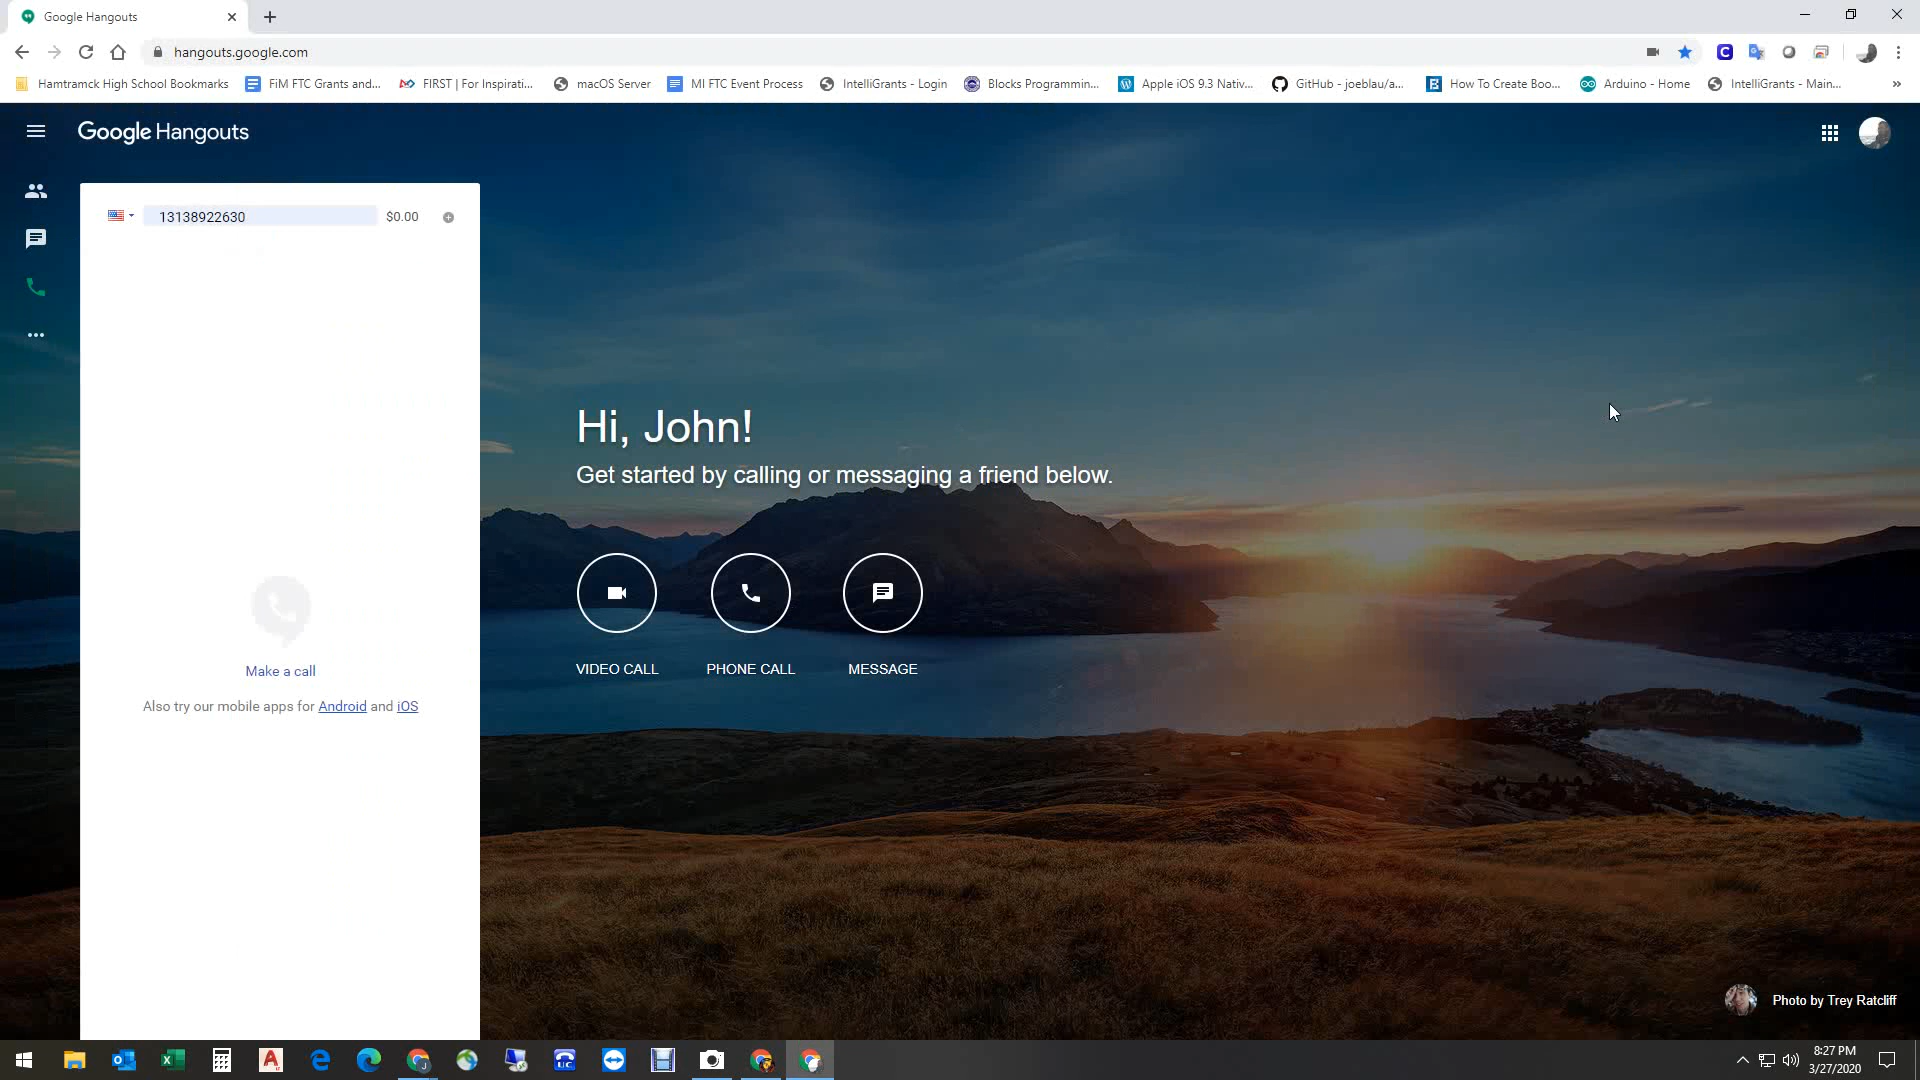 Google Hangouts
hangouts.google.com
Hamtramck High School Bookmarks
FiM FTC Grants and...
FIRST | For Inspirati...
macOS Server
MI FTC Event Process
IntelliGrants - Login
Blocks Programmin...
Apple iOS 9.3 Nativ...
GitHub - joeblau/a...
How To Create Boo...
Arduino - Home
IntelliGrants - Main...
Google Hangouts
13138922630
$0.00
Hi, John!
Get started by calling or messaging a friend below.
VIDEO CALL
PHONE CALL
MESSAGE
Make a call
Also try our mobile apps for Android and iOS
Photo by Trey Ratcliff
8:27 PM
3/27/2020